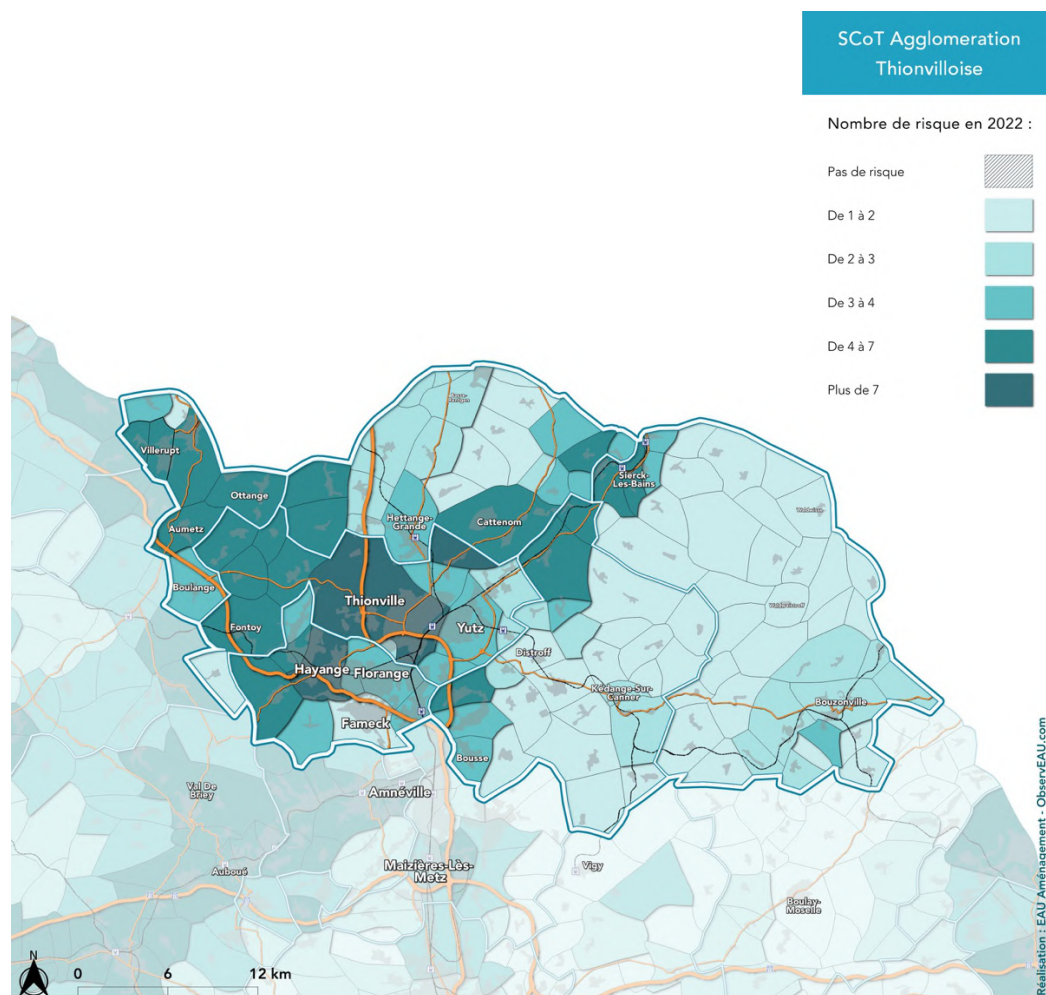 SCoT Agglomeration
Thionvilloise
Nombre de risque en 2022 :
Pas de risque
De 1 à 2
De 2 à 3
De 3 à 4
De 4 à 7
Plus de 7
Villerupt
Ottange
Aumetz
Boulange
Fontoy
Hettange-
Grande
Cattenom
Sierck-
Les-Bains
Thionville
Yutz
Distroff
Hayange
Florange
Fameck
Kédange-Sur-
Canner
Bouzonville
Bousse
Val De
Briey
Amnéville
Auboué
Maizières-Lès-
Metz
Vigy
Boulay-
Moselle
N
0
6
12 km
Réalisation : EAU Aménagement - ObservEAU.com